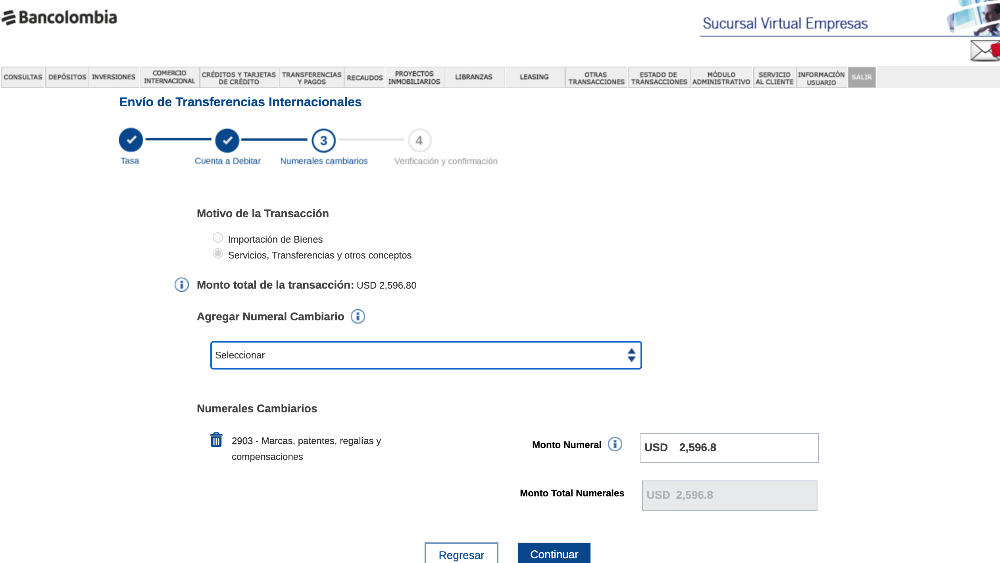 Bancolombia
Sucursal Virtual Empresas
CONSULTAS DEPÓSITOS INVERSIONES COMERCIO INTERNACIONAL CRÉDITOS Y TARJETAS DE CRÉDITO TRANSFERENCIAS Y PAGOS RECAUDOS PROYECTOS INMOBILIARIOS LIBRANZAS LEASING OTRAS TRANSACCIONES ESTADO DE TRANSACCIONES MÓDULO ADMINISTRATIVO SERVICIO AL CLIENTE INFORMACIÓN USUARIO SALIR
Envío de Transferencias Internacionales
3 4
Tasa Cuenta a Debitar Numerales cambiarios Verificación y confirmación
Motivo de la Transacción
Importación de Bienes
Servicios, Transferencias y otros conceptos
Monto total de la transacción: USD 2,596.80
Agregar Numeral Cambiario
Seleccionar
Numerales Cambiarios
2903 - Marcas, patentes, regalías y
compensaciones
Monto Numeral USD 2,596.8
Monto Total Numerales USD 2,596.8
Regresar Continuar